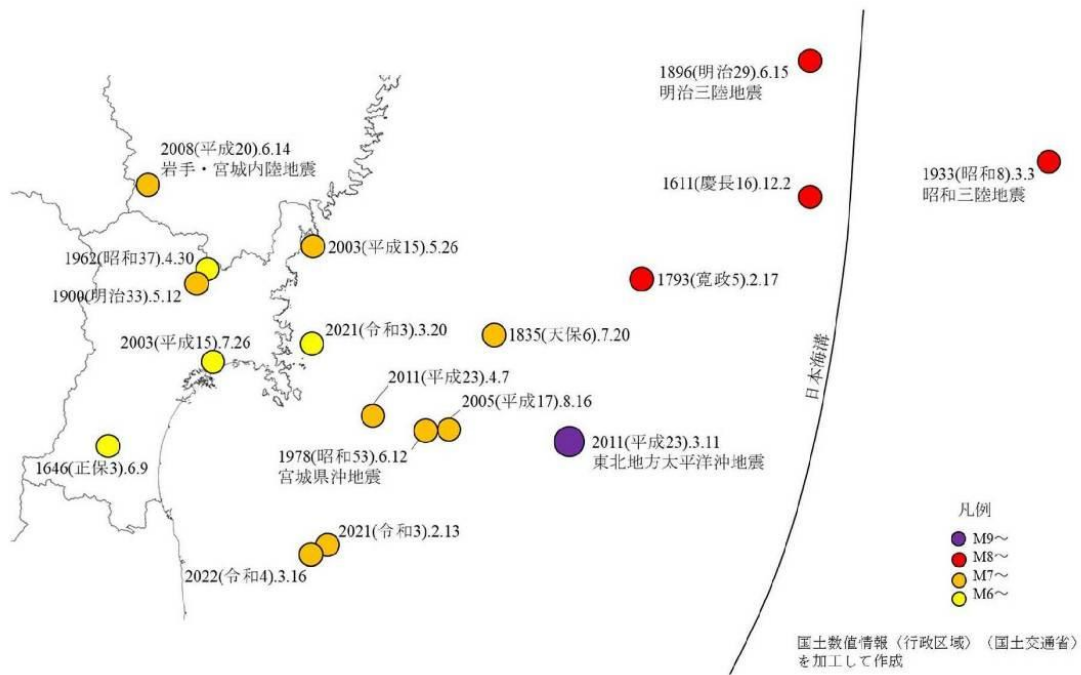 1896(明治29).6.15
明治三陸地震
2008(平成20).6.14
岩手・宮城内陸地震
1933(昭和8).3.3
昭和三陸地震
1611(慶長16).12.2
2003(平成15).5.26
1962(昭和37).4.30
1793(寛政5).2.17
1900(明治33).5.12
2021(令和3).3.20
1835(天保6).7.20
2003(平成15).7.26
日本海溝
2011(平成23).4.7
2005(平成17).8.16
1978(昭和53).6.12
宮城県沖地震
2011(平成23).3.11
東北地方太平洋沖地震
1646(正保3).6.9
2021(令和3).2.13
2022(令和4).3.16
凡例
M9～
M8～
M7～
M6～
国土数値情報（行政区域）（国土交通省）
を加工して作成